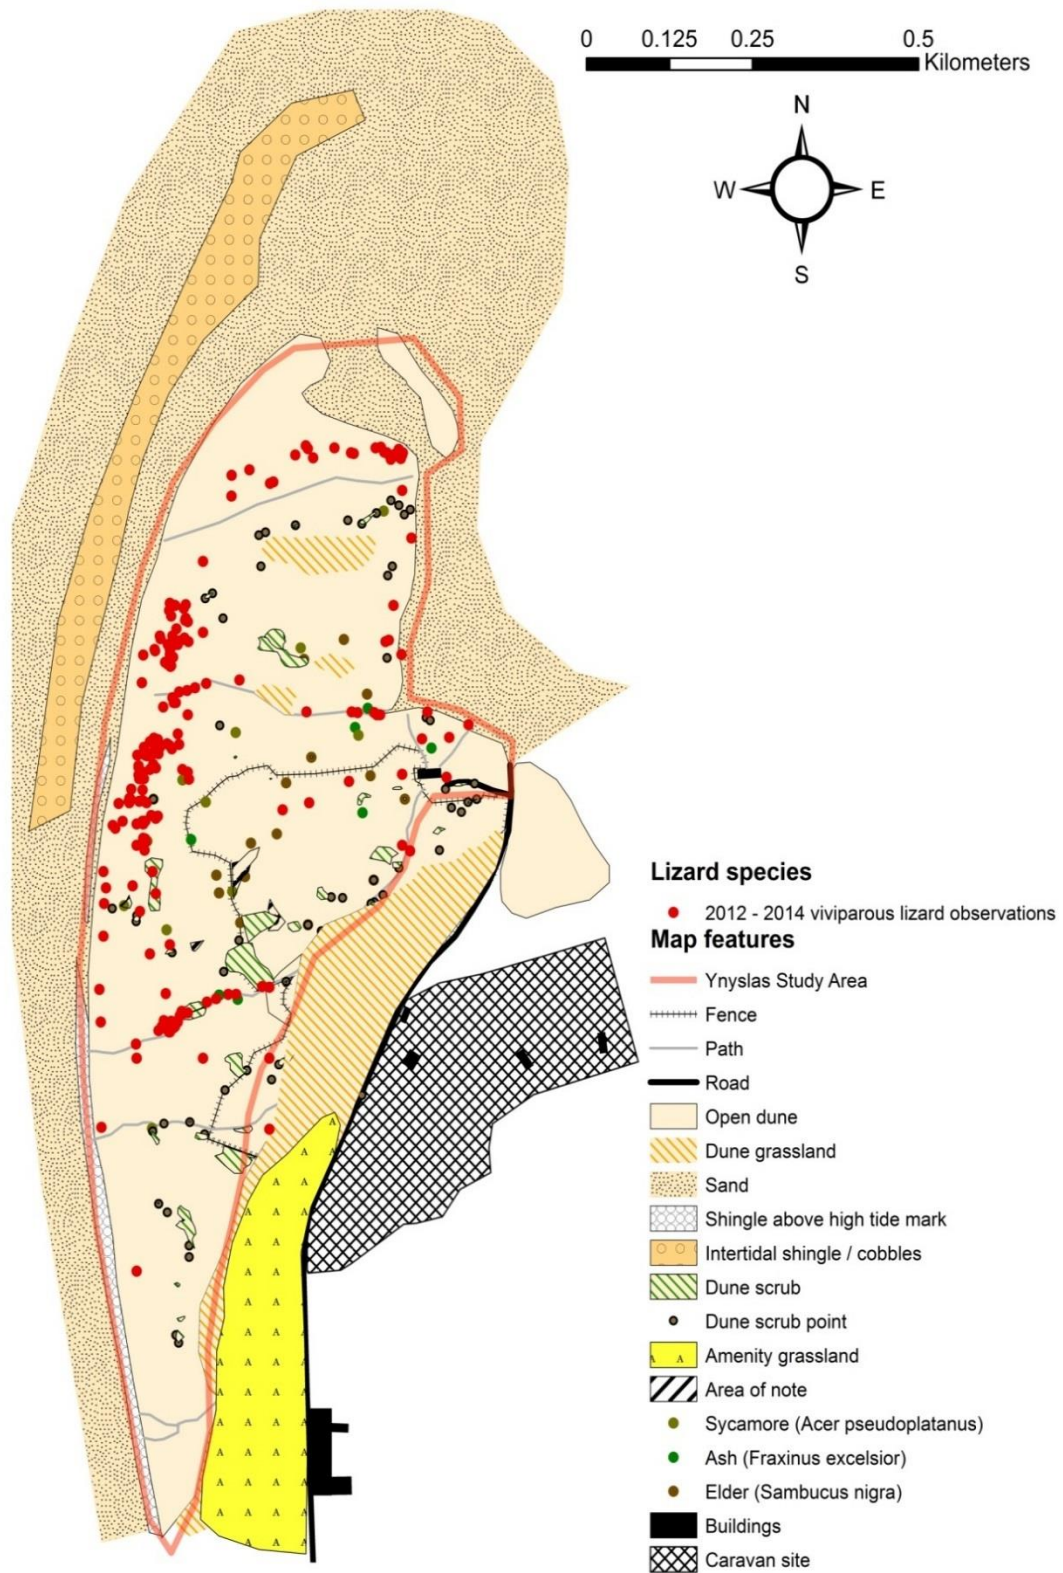 0 0.125 0.25 0.5
Kilometers
N
W E
S
Lizard species
2012 - 2014 viviparous lizard observations
Map features
Ynyslas Study Area
Fence
Path
Road
Open dune
Dune grassland
Sand
Shingle above high tide mark
Intertidal shingle / cobbles
Dune scrub
Dune scrub point
Amenity grassland
Area of note
Sycamore (Acer pseudoplatanus)
Ash (Fraxinus excelsior)
Elder (Sambucus nigra)
Buildings
Caravan site